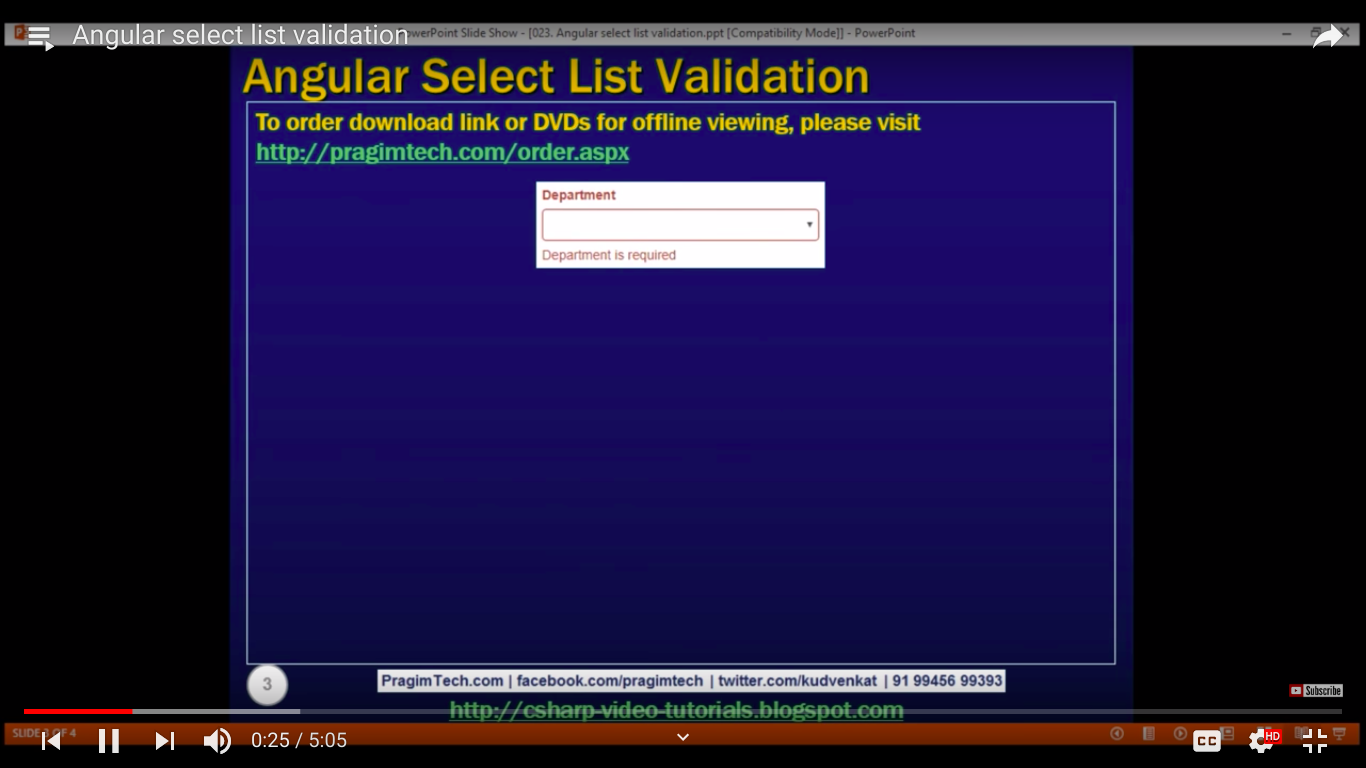 Angular select list validation
PowerPoint Slide Show - [023. Angular select list validation.ppt [Compatibility Mode]] - PowerPoint
Angular Select List Validation
To order download link or DVDs for offline viewing, please visit
http://pragimtech.com/order.aspx
Department
Department is required
3
PragimTech.com | facebook.com/pragimtech | twitter.com/kudvenkat | 91 99456 99393
Subscribe
http://csharp-video-tutorials.blogspot.com
SLIDE 3 OF 4
0:25 / 5:05
CC
HD